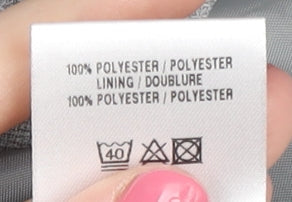 100% POLYESTER / POLYESTER
LINING / DOUBLURE
100% POLYESTER / POLYESTER
40